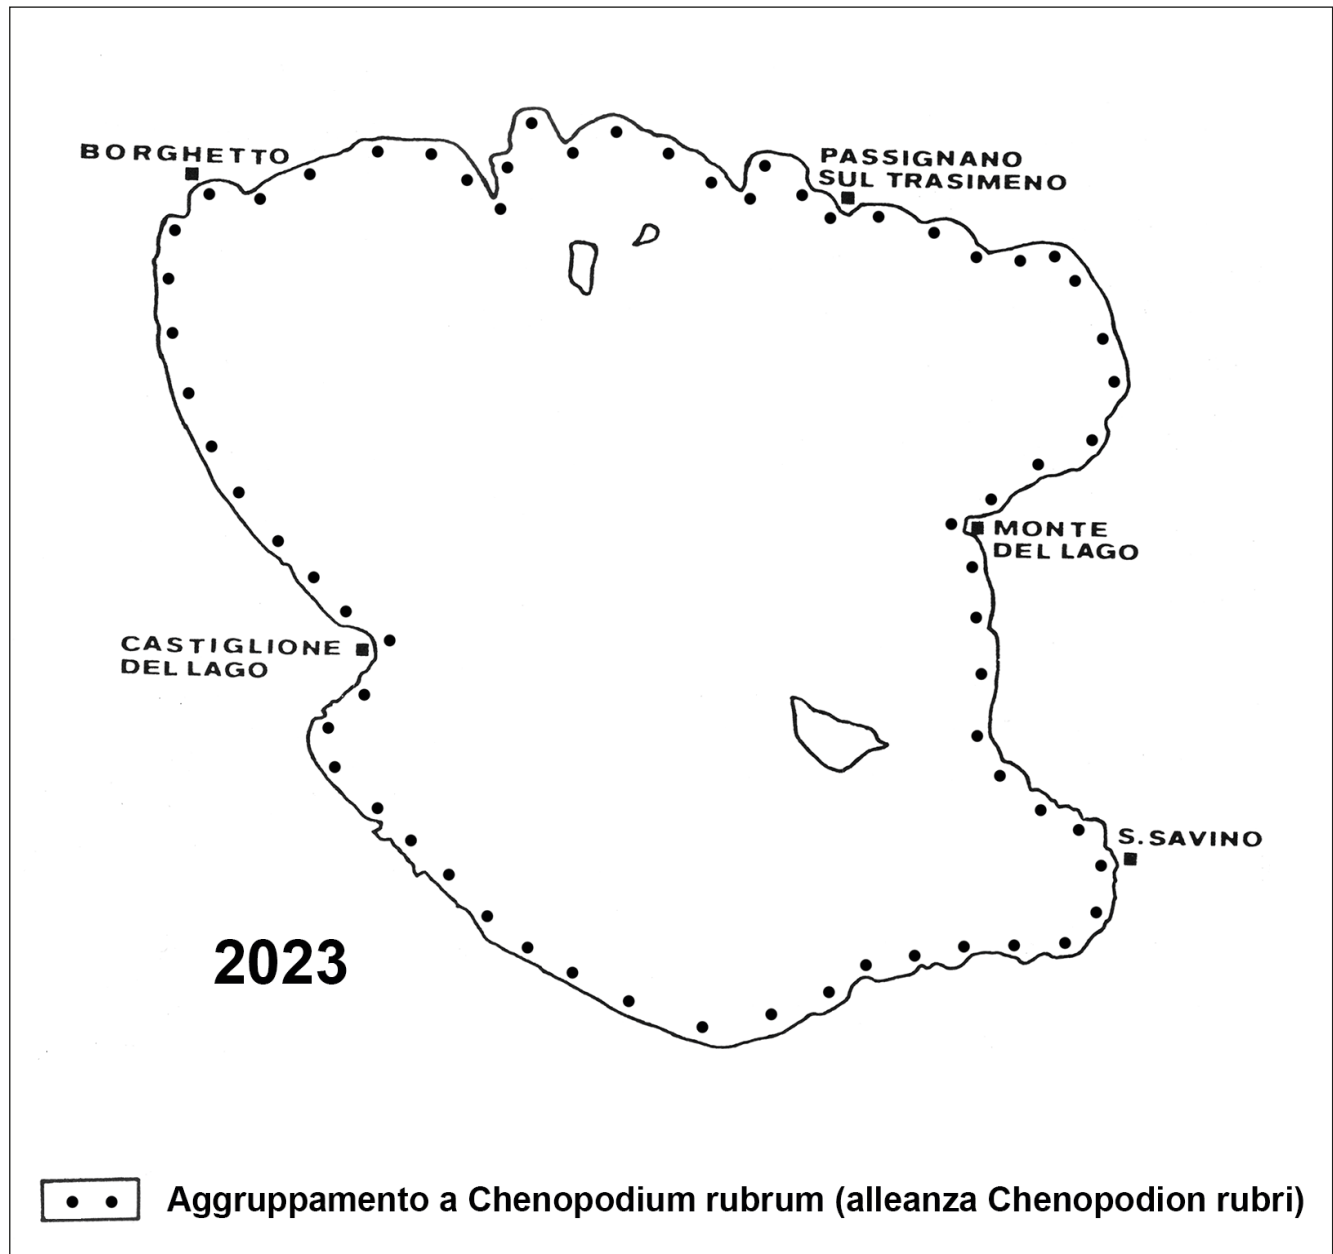 BORGHETTO
PASSIGNANO
SUL TRASIMENO
MONTE
DEL LAGO
CASTIGLIONE
DEL LAGO
S. SAVINO
2023
Aggruppamento a Chenopodium rubrum (alleanza Chenopodion rubri)